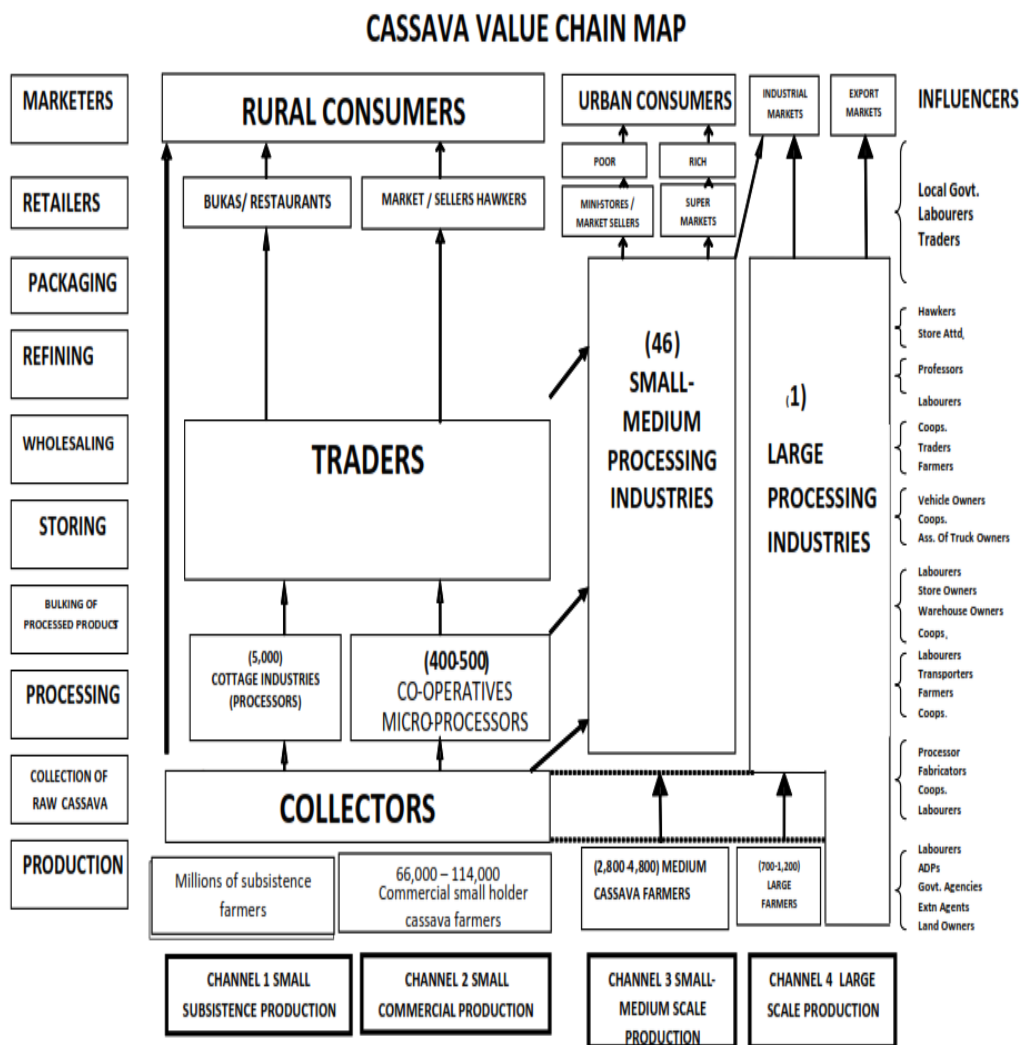 CASSAVA VALUE CHAIN MAP
MARKETERS
RURAL CONSUMERS
URBAN CONSUMERS
INDUSTRIAL
MARKETS
EXPORT
MARKETS
INFLUENCERS
POOR
RICH
RETAILERS
BUKAS/ RESTAURANTS
MARKET / SELLERS HAWKERS
MINI-STORES /
MARKET SELLERS
SUPER
MARKETS
Local Govt.
Labourers
Traders
PACKAGING
REFINING
(46)
SMALL-
MEDIUM
PROCESSING
INDUSTRIES
(1)
LARGE
PROCESSING
INDUSTRIES
Hawkers
Store Attd,
Professors
Labourers
WHOLESALING
TRADERS
Coops.
Traders
Farmers
STORING
Vehicle Owners
Coops.
Ass. Of Truck Owners
BULKING OF
PROCESSED PRODUCTS
Labourers
Store Owners
Warehouse Owners
Coops,
PROCESSING
(5,000)
COTTAGE INDUSTRIES
(PROCESSORS)
(400-500)
CO-OPERATIVES
MICRO-PROCESSORS
Labourers
Transporters
Farmers
Coops.
COLLECTION OF
RAW CASSAVA
COLLECTORS
Processor
Fabricators
Coops.
Labourers
PRODUCTION
Millions of subsistence
farmers
66,000 – 114,000
Commercial small holder
cassava farmers
(2,800-4,800) MEDIUM
CASSAVA FARMERS
(700-1,200)
LARGE
FARMERS
Labourers
ADPs
Govt. Agencies
Extn Agents
Land Owners
CHANNEL 1 SMALL
SUBSISTENCE PRODUCTION
CHANNEL 2 SMALL
COMMERCIAL PRODUCTION
CHANNEL 3 SMALL-
MEDIUM SCALE
PRODUCTION
CHANNEL 4 LARGE
SCALE PRODUCTION